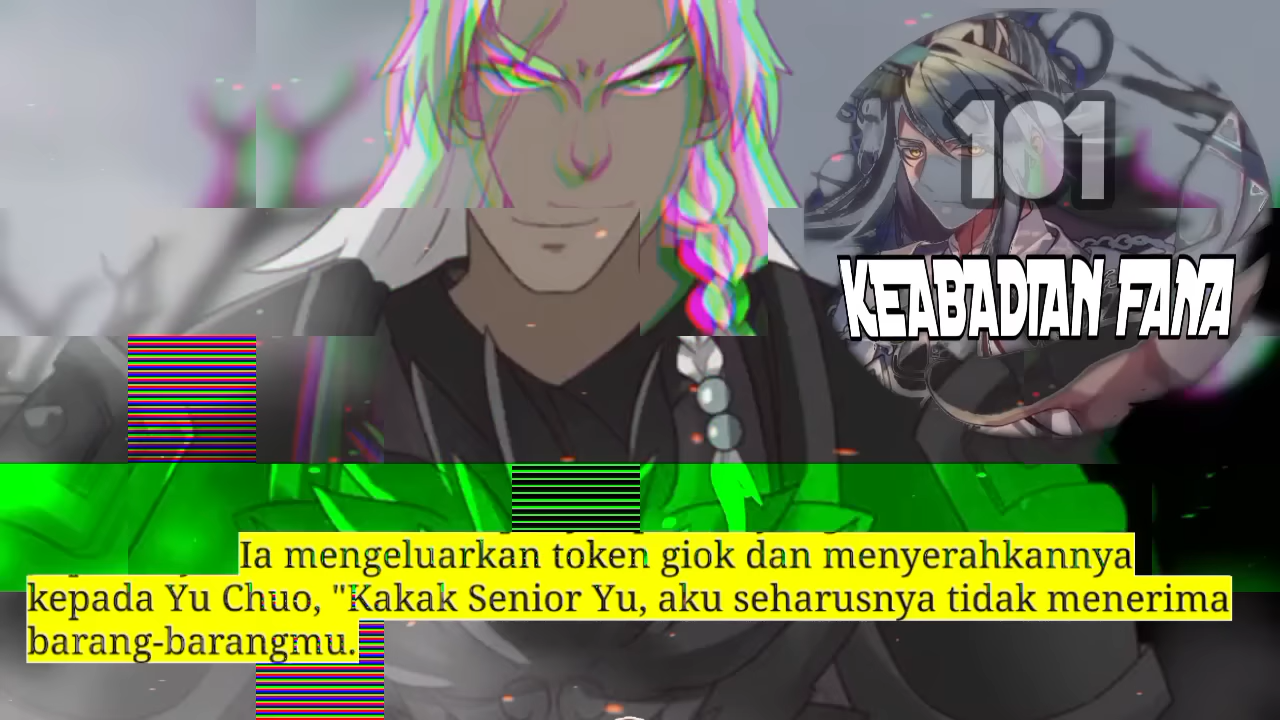 101
KEABADIAN FANA
Ia mengeluarkan token giok dan menyerahkannya
kepada Yu Chuo, "Kakak Senior Yu, aku seharusnya tidak menerima
barang-barangmu.